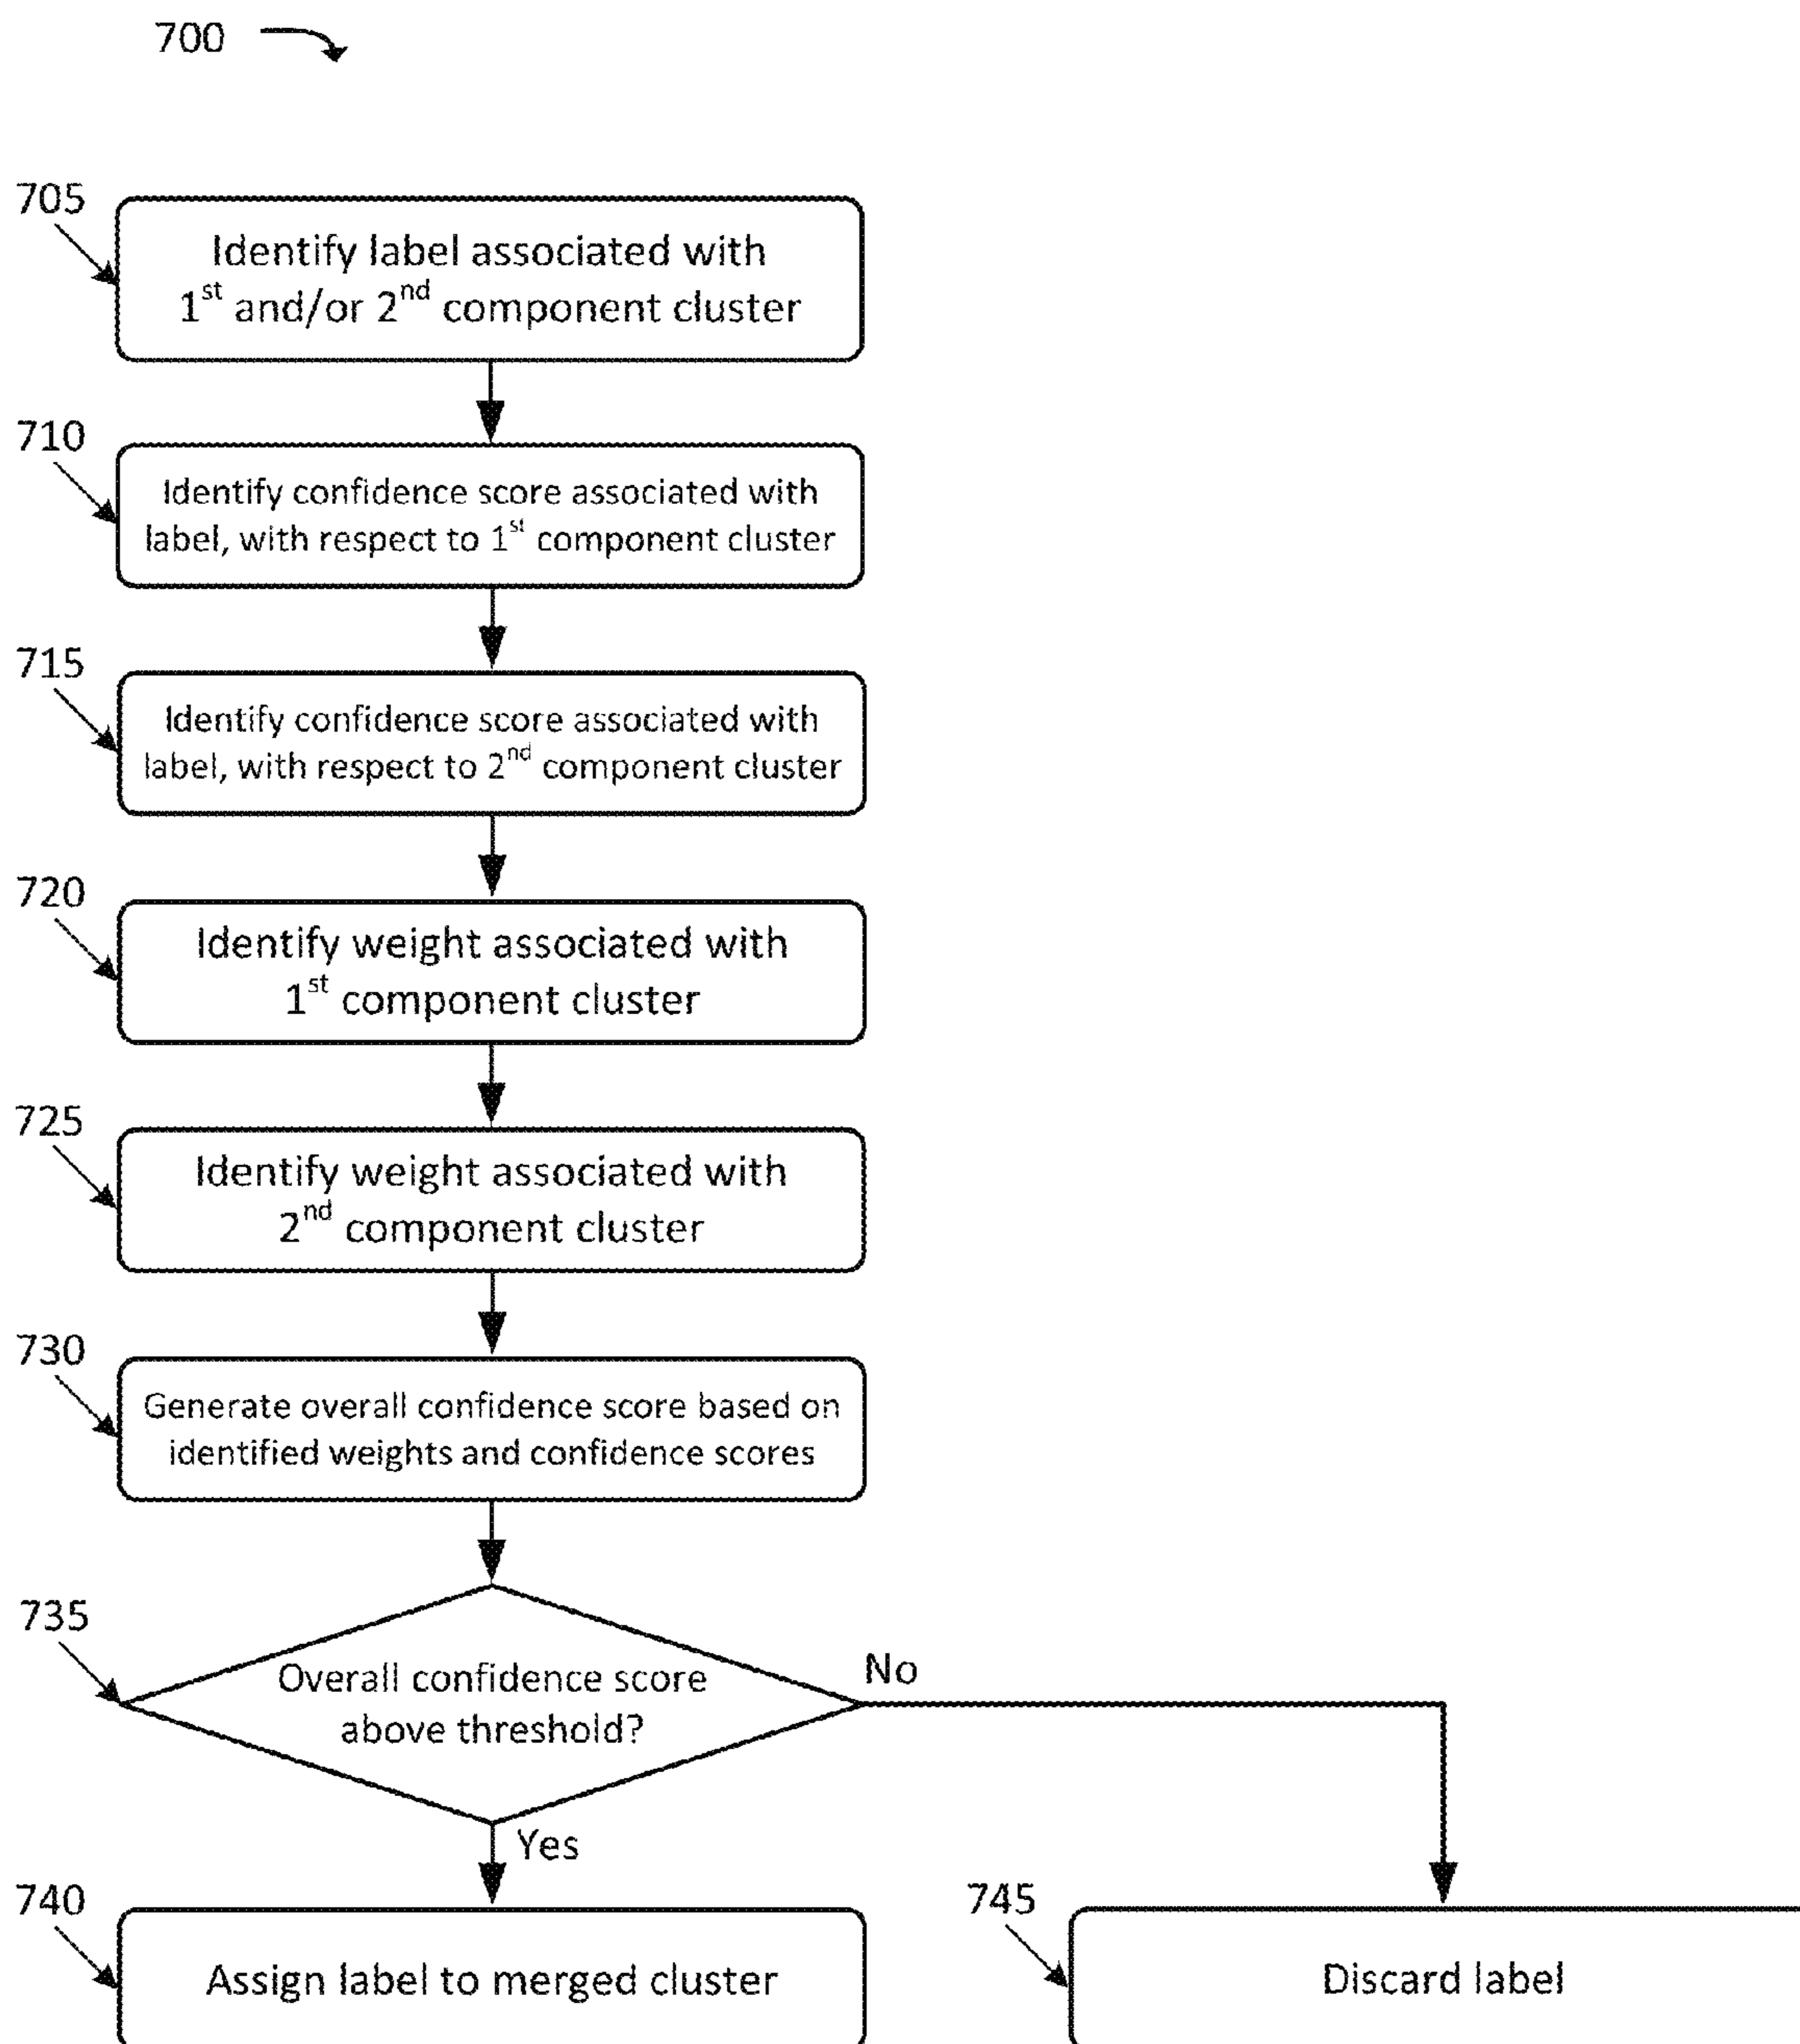 700
705
Identify label associated with
1st and/or 2nd component cluster
710
Identify confidence score associated with
label, with respect to 1st component cluster
715
Identify confidence score associated with
label, with respect to 2nd component cluster
720
Identify weight associated with
1st component cluster
725
Identify weight associated with
2nd component cluster
730
Generate overall confidence score based on
identified weights and confidence scores
735
Overall confidence score
above threshold?
No
Yes
740
Assign label to merged cluster
745
Discard label